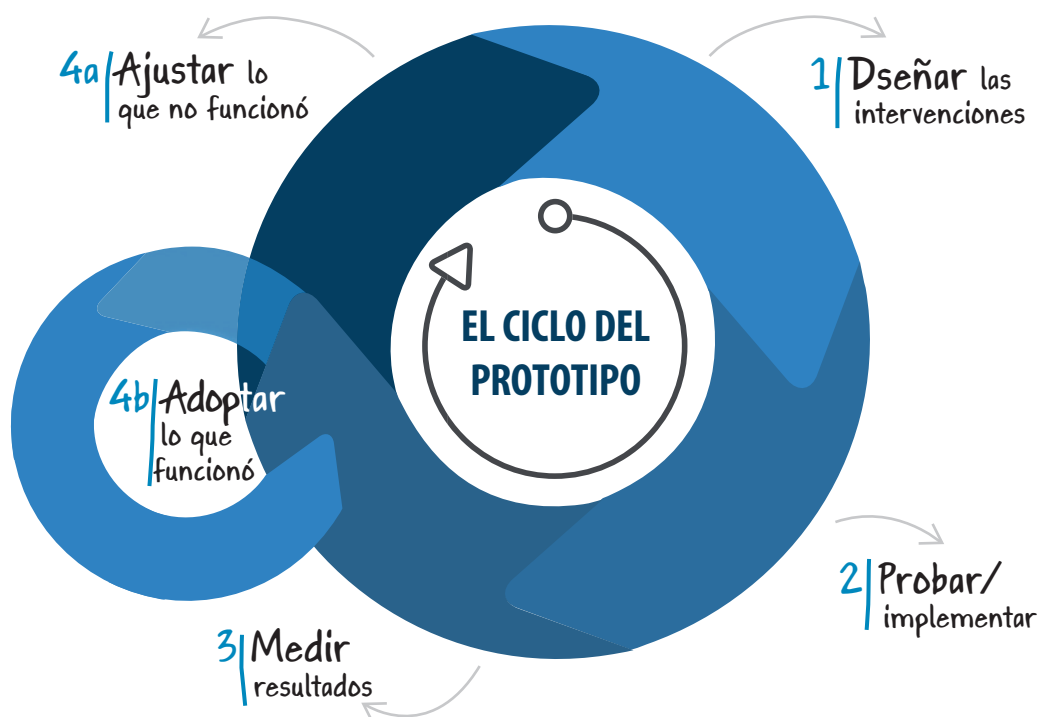 4a Ajustar lo
que no funcionó
1 Dseñar las
intervenciones
EL CICLO DEL
PROTOTIPO
4b Adoptar
lo que
funcionó
2 Probar/
implementar
3 Medir
resultados